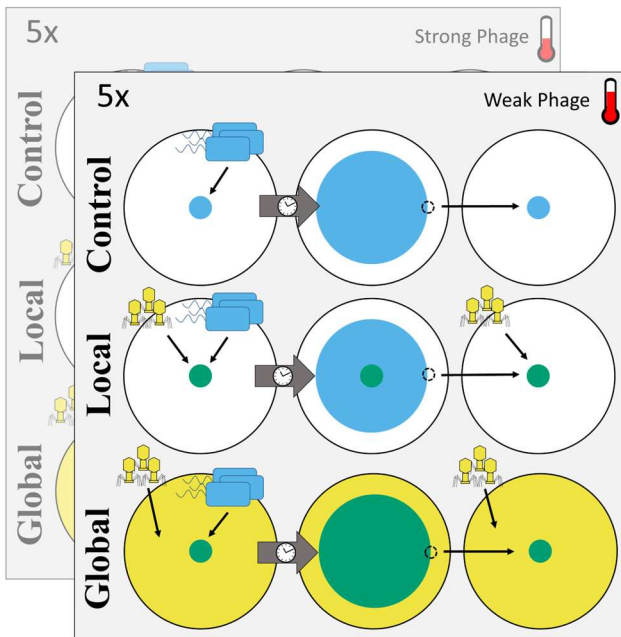 5x
Strong Phage
Control
Local
Global
5x
Weak Phage
Control
Local
Global